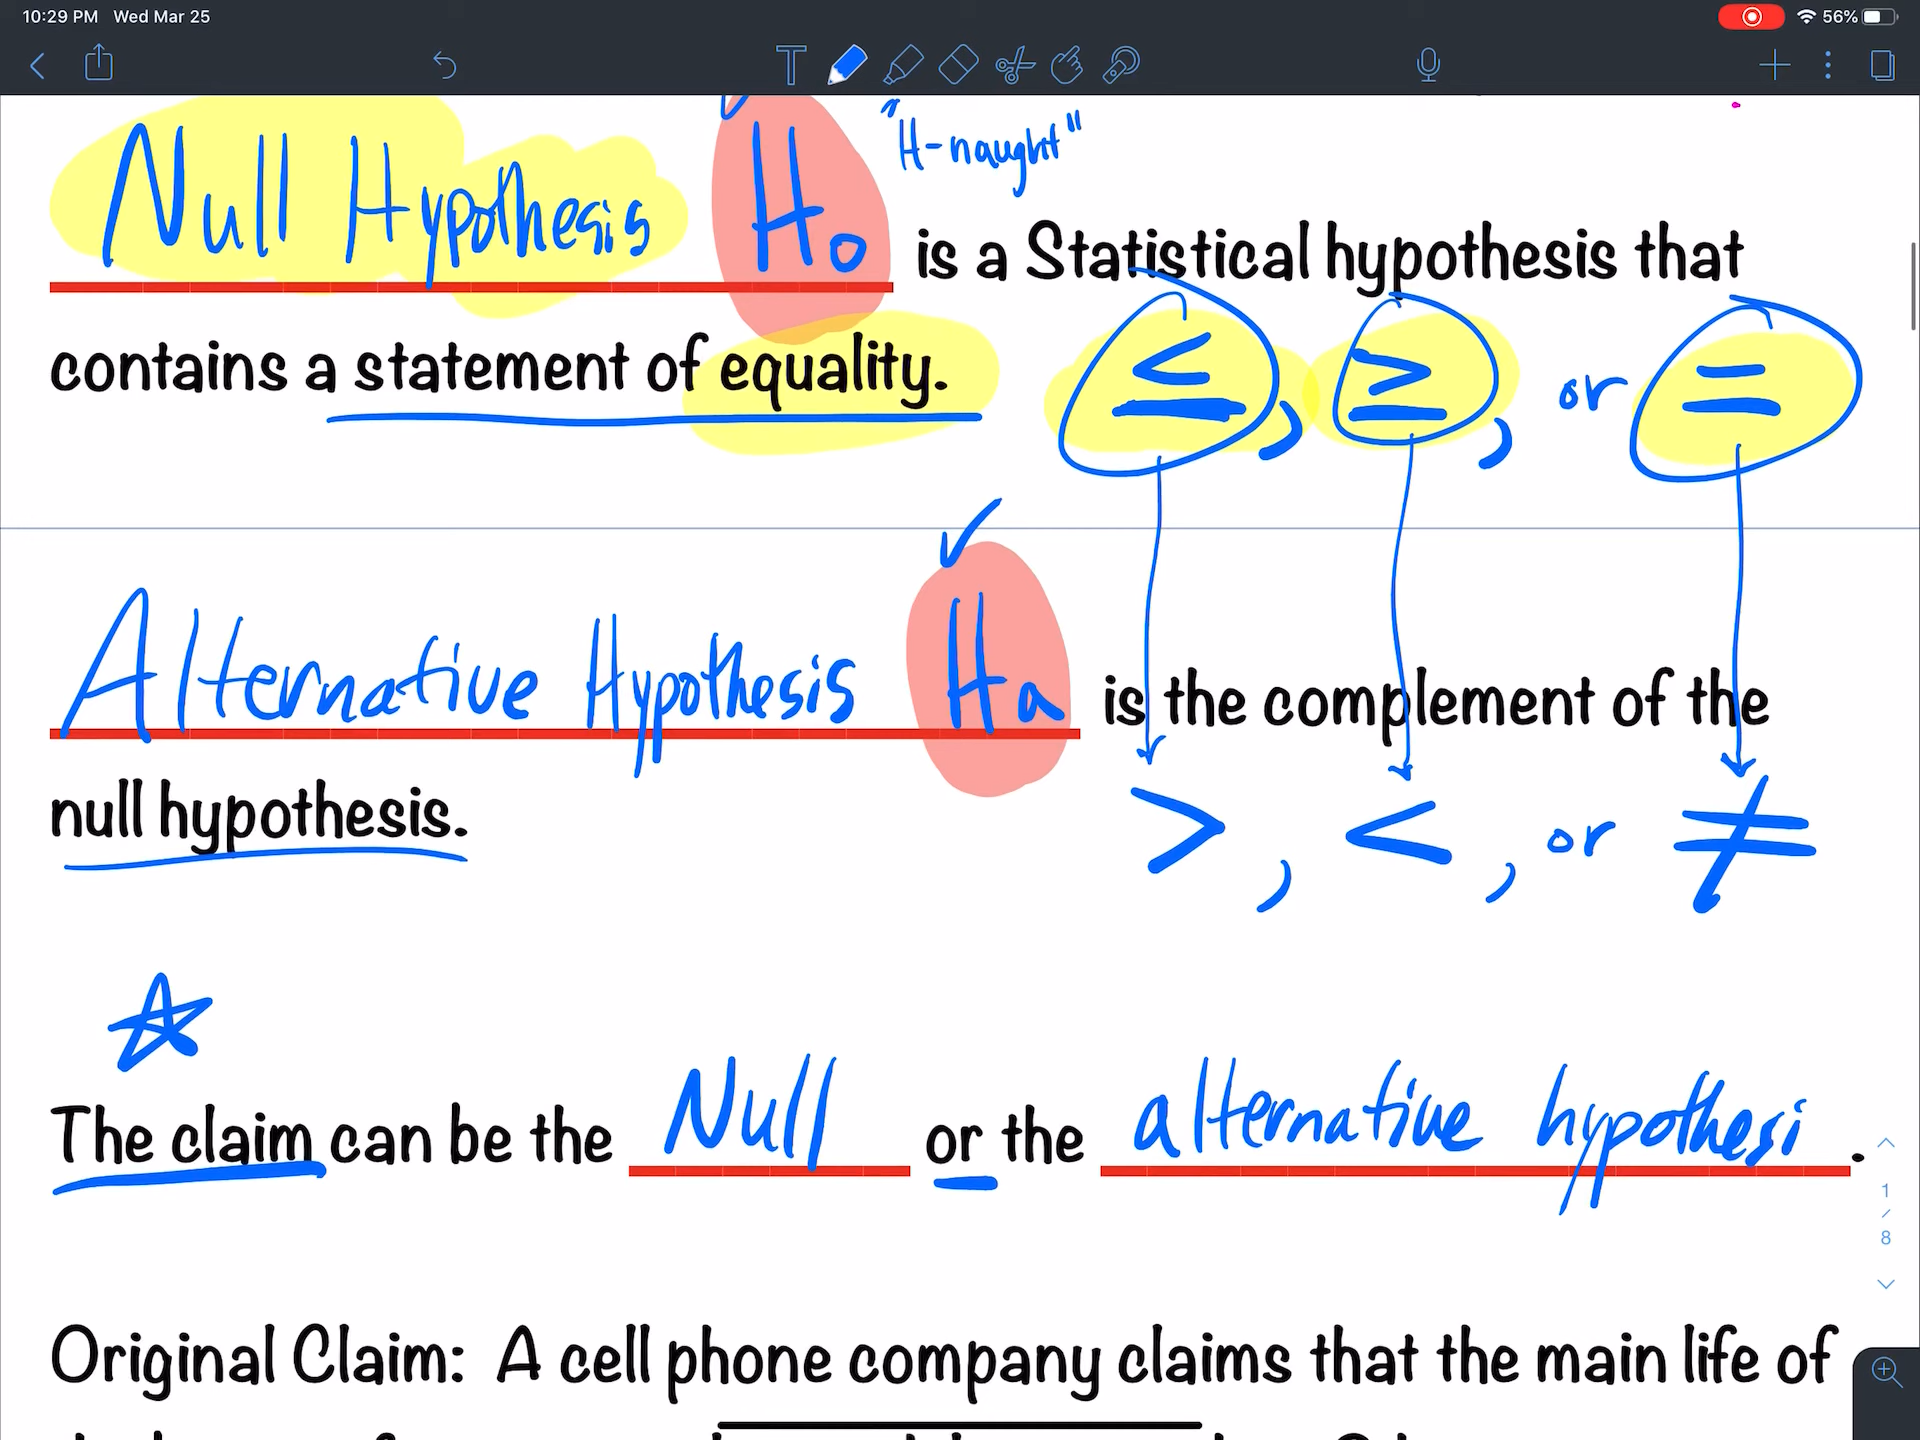 10:29 PM Wed Mar 25
56%
"H-naught"
Null Hypothesis H0 is a Statistical hypothesis that
contains a statement of equality. ≤, ≥, or =
Alternative Hypothesis Ha is the complement of the
null hypothesis. >, <, or ≠
The claim can be the Null or the alternative hypothesi.
1
/
8
Original Claim: A cell phone company claims that the main life of